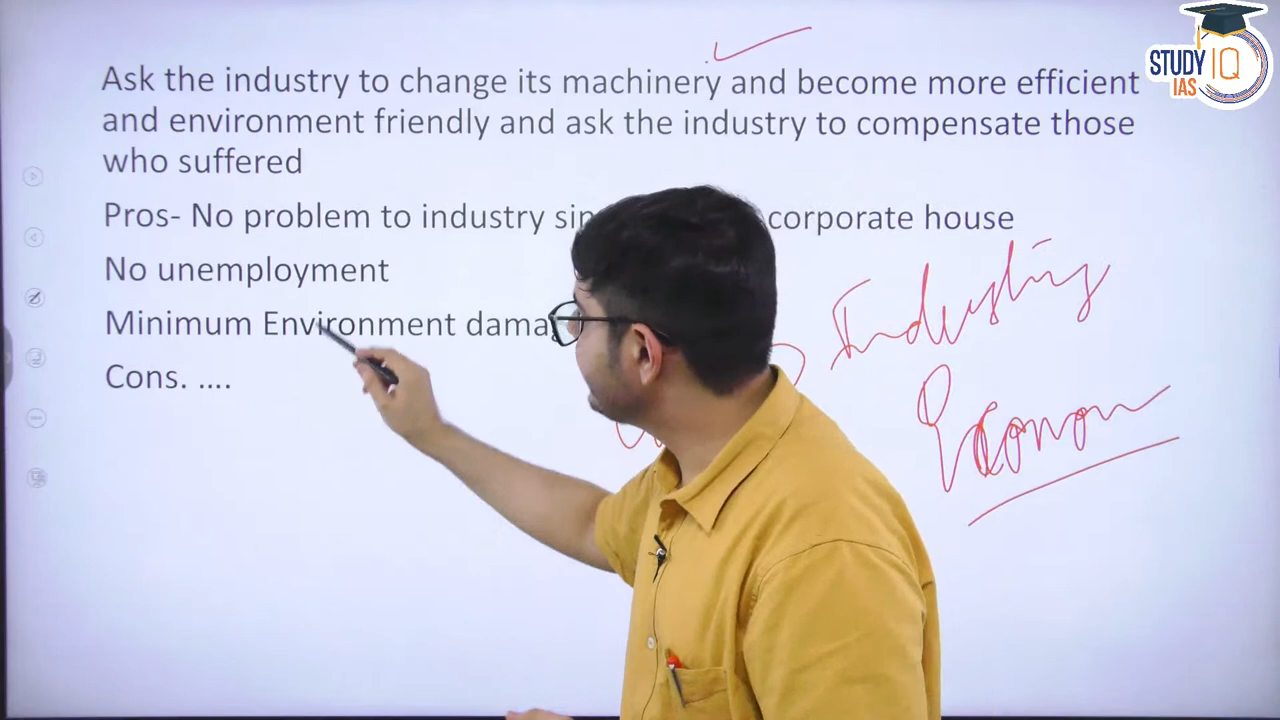 STUDY IQ
IAS
Ask the industry to change its machinery and become more efficient
and environment friendly and ask the industry to compensate those
who suffered
Pros- No problem to industry corporate house
No unemployment
Minimum Environment
Cons. ....
Industry
Econom